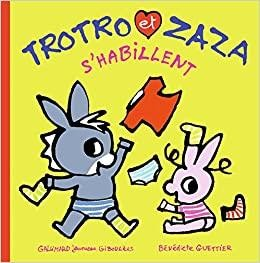 TROTRO et ZAZA
S'HABILLENT
GALLIMARD Jeunesse GIBOULÉES
BÉNÉDICTE GUETTIER